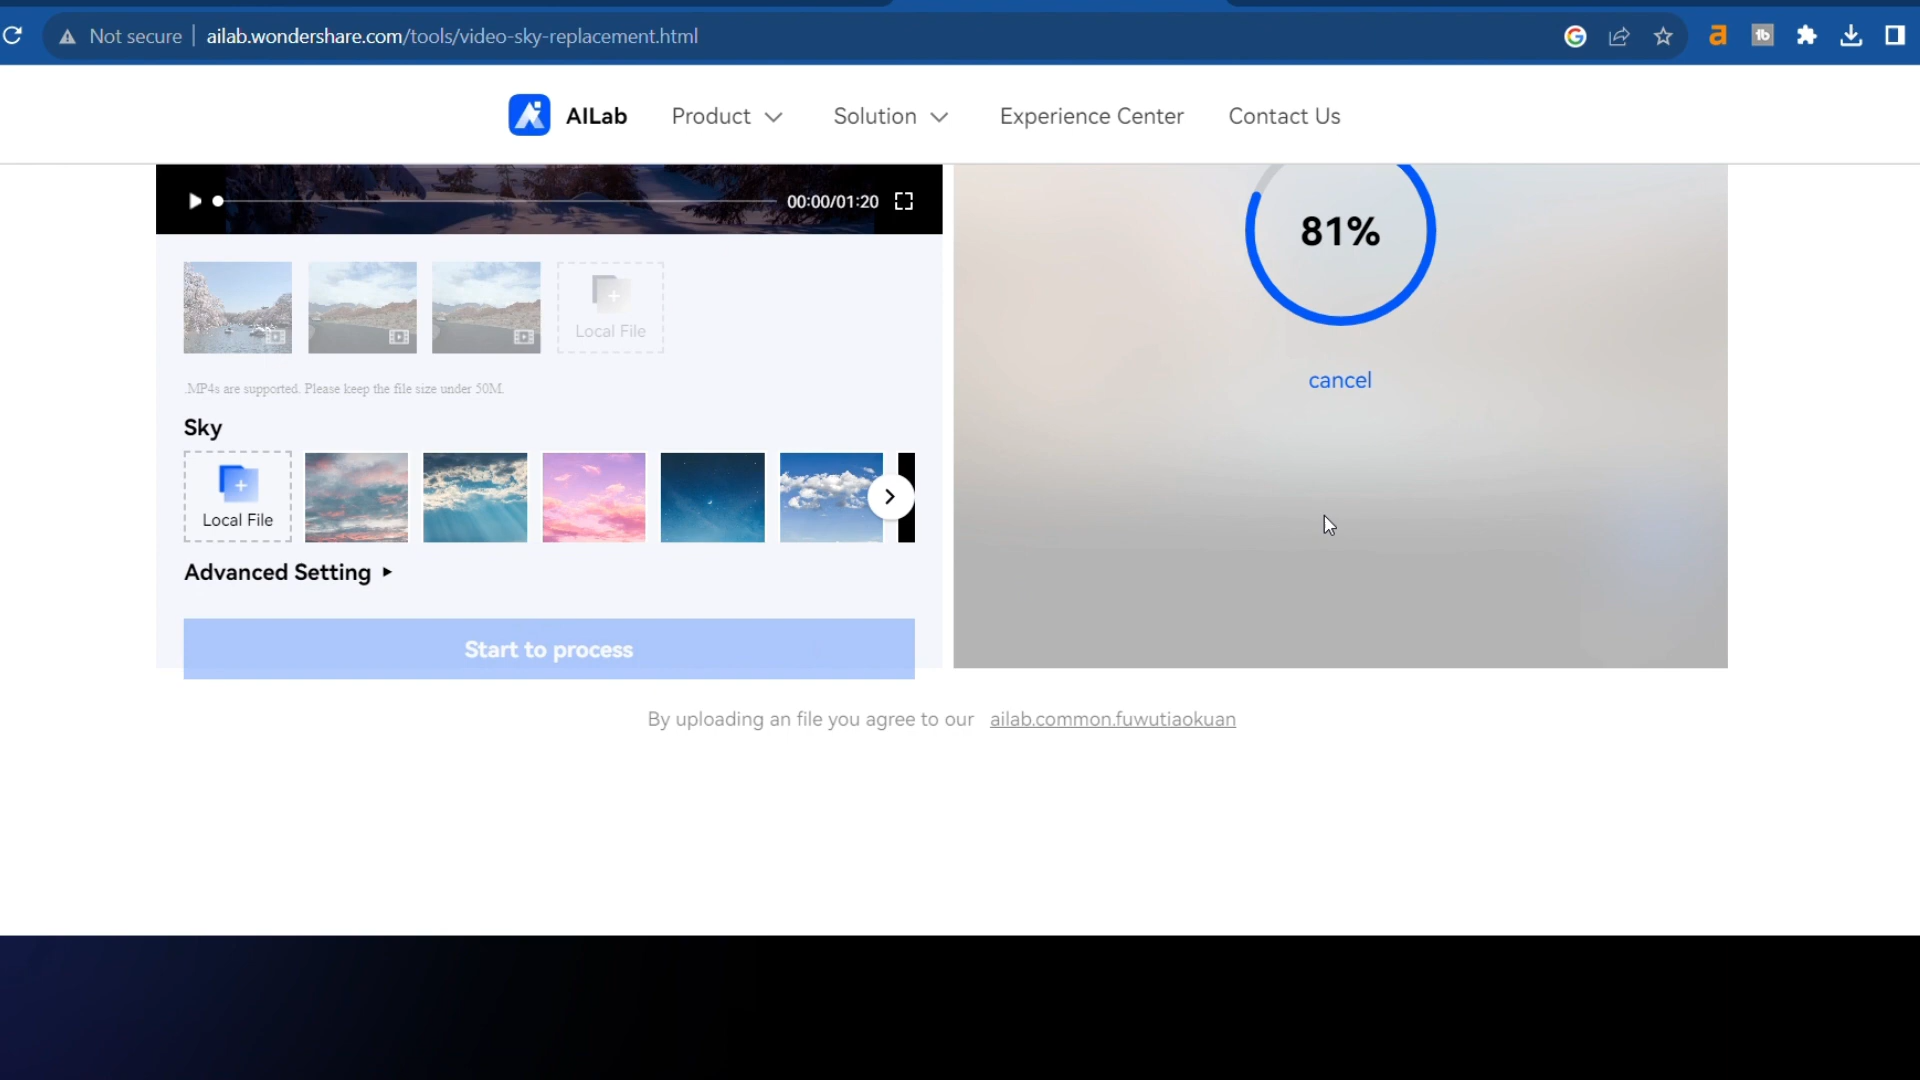 Not secure | ailab.wondershare.com/tools/video-sky-replacement.html
AILab Product Solution Experience Center Contact Us
00:00/01:20
81%
Local File
cancel
.MP4s are supported. Please keep the file size under 50M.
Sky
Local File
Advanced Setting
Start to process
By uploading an file you agree to our ailab.common.fuwutiaokuan